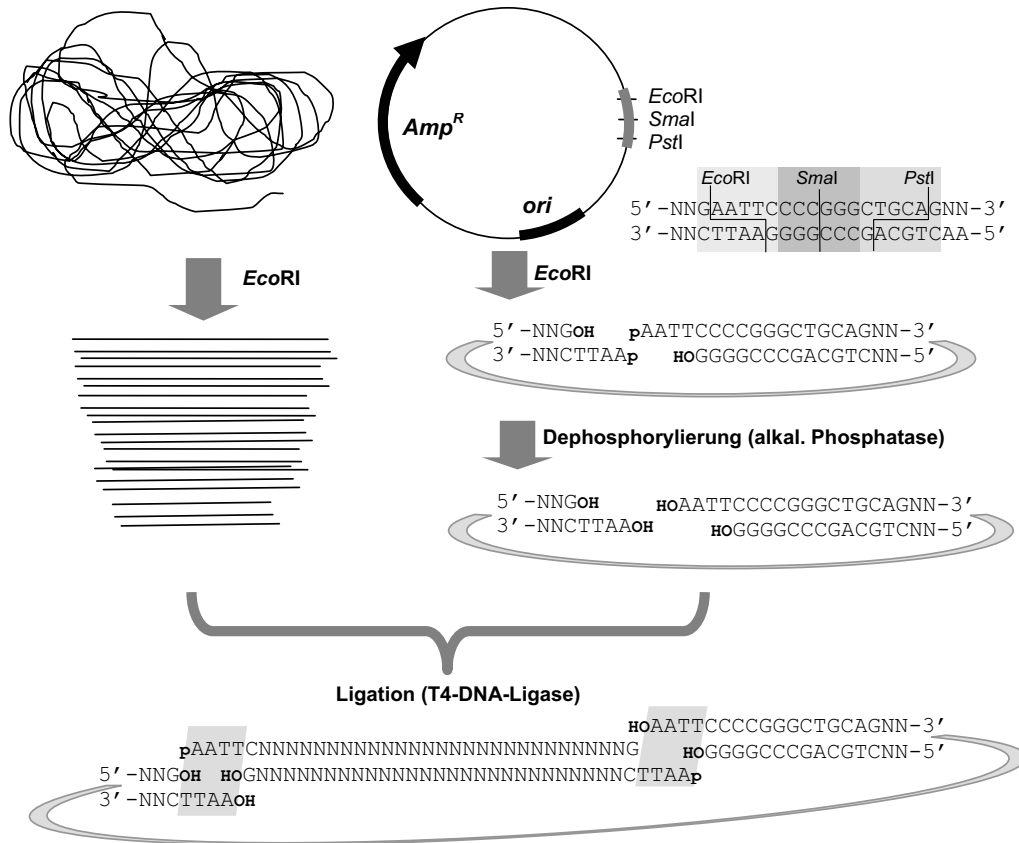 EcoRI
SmaI
PstI
Amp^R
ori
EcoRI SmaI PstI
5′-NNGAATTCCCCGGGCTGCAGNN-3′
3′-NNCTTAAGGGGCCCGACGTCAA-5′
EcoRI
EcoRI
5′-NNGOH pAATTCCCCGGGCTGCAGNN-3′
3′-NNCTTAAp HOGGGGCCCGACGTCNN-5′
Dephosphorylierung (alkal. Phosphatase)
5′-NNGOH HOAATTCCCCGGGCTGCAGNN-3′
3′-NNCTTAAOH HOGGGGCCCGACGTCNN-5′
Ligation (T4-DNA-Ligase)
HOAATTCCCCGGGCTGCAGNN-3′
pAATTCNNNNNNNNNNNNNNNNNNNNNNNNNNNNG HOGGGGCCCGACGTCNN-5′
5′-NNGOH HOGNNNNNNNNNNNNNNNNNNNNNNNNNNNNCTTAAp
3′-NNCTTAAOH